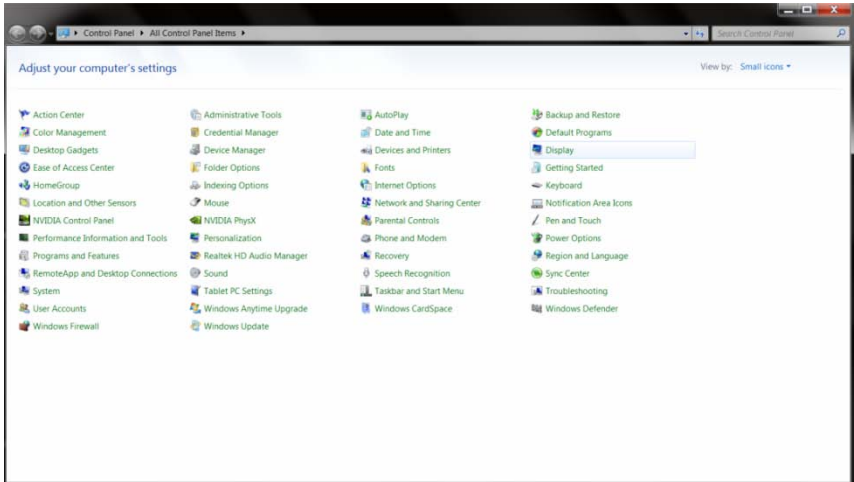 Control Panel All Control Panel Items
Search Control Panel
Adjust your computer's settings
View by: Small icons
Action Center
Administrative Tools
AutoPlay
Backup and Restore
Color Management
Credential Manager
Date and Time
Default Programs
Desktop Gadgets
Device Manager
Devices and Printers
Display
Ease of Access Center
Folder Options
Fonts
Getting Started
HomeGroup
Indexing Options
Internet Options
Keyboard
Location and Other Sensors
Mouse
Network and Sharing Center
Notification Area Icons
NVIDIA Control Panel
NVIDIA PhysX
Parental Controls
Pen and Touch
Performance Information and Tools
Personalization
Phone and Modem
Power Options
Programs and Features
Realtek HD Audio Manager
Recovery
Region and Language
RemoteApp and Desktop Connections
Sound
Speech Recognition
Sync Center
System
Tablet PC Settings
Taskbar and Start Menu
Troubleshooting
User Accounts
Windows Anytime Upgrade
Windows CardSpace
Windows Defender
Windows Firewall
Windows Update